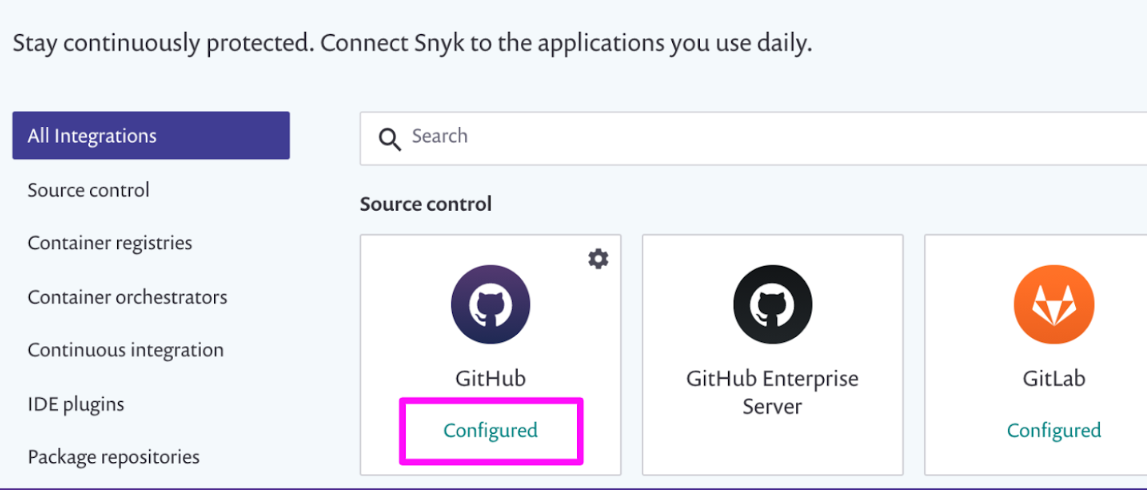 Stay continuously protected. Connect Snyk to the applications you use daily.
All Integrations
Source control
Container registries
Container orchestrators
Continuous integration
IDE plugins
Package repositories
Search
Source control
GitHub
Configured
GitHub Enterprise
Server
GitLab
Configured